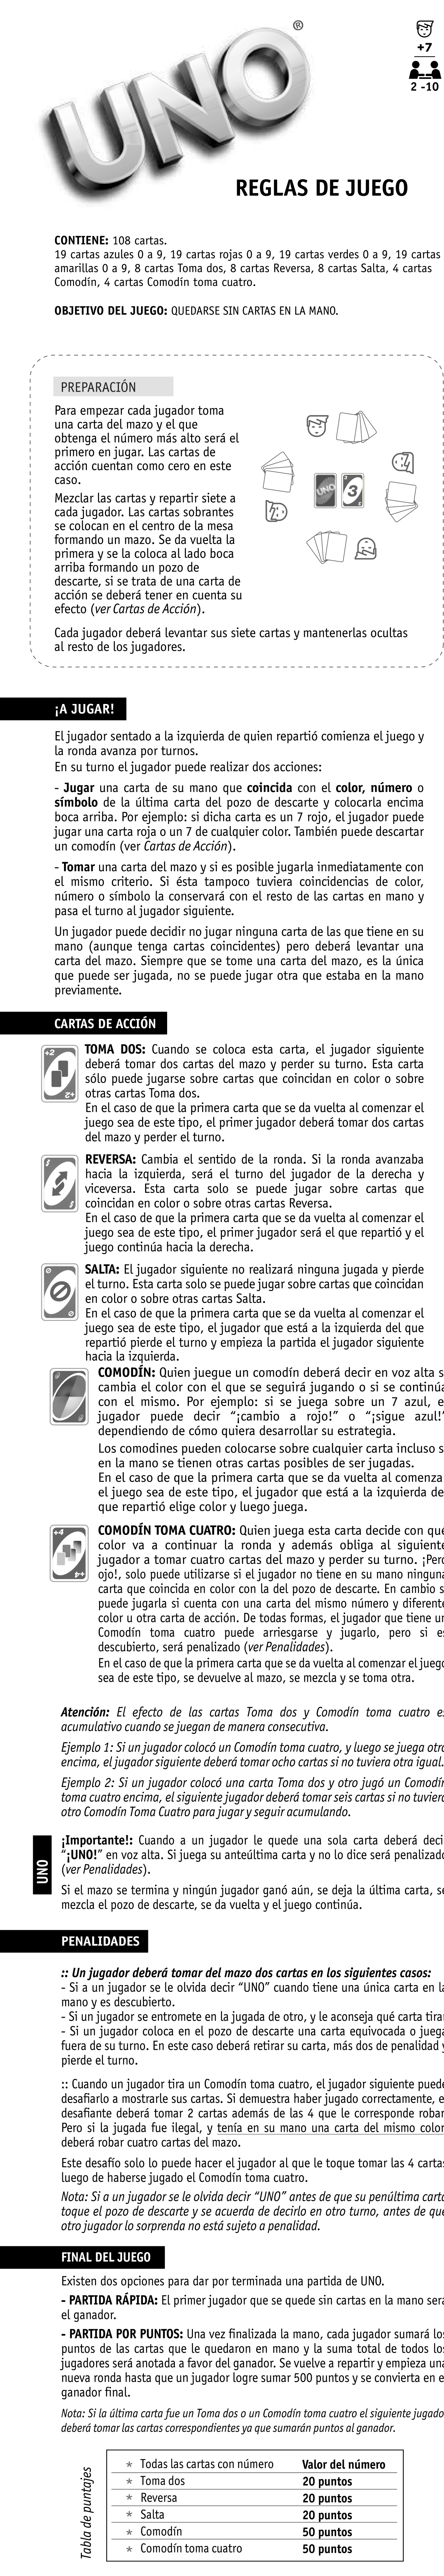 UNO
®
+7
2 -10
REGLAS DE JUEGO
CONTIENE: 108 cartas.
19 cartas azules 0 a 9, 19 cartas rojas 0 a 9, 19 cartas verdes 0 a 9, 19 cartas
amarillas 0 a 9, 8 cartas Toma dos, 8 cartas Reversa, 8 cartas Salta, 4 cartas
Comodín, 4 cartas Comodín toma cuatro.
OBJETIVO DEL JUEGO: QUEDARSE SIN CARTAS EN LA MANO.
PREPARACIÓN
Para empezar cada jugador toma
una carta del mazo y el que
obtenga el número más alto será el
primero en jugar. Las cartas de
acción cuentan como cero en este
caso.
Mezclar las cartas y repartir siete a
cada jugador. Las cartas sobrantes
se colocan en el centro de la mesa
formando un mazo. Se da vuelta la
primera y se la coloca al lado boca
arriba formando un pozo de
descarte, si se trata de una carta de
acción se deberá tener en cuenta su
efecto (ver Cartas de Acción).
UNO
3
Cada jugador deberá levantar sus siete cartas y mantenerlas ocultas
al resto de los jugadores.
¡A JUGAR!
El jugador sentado a la izquierda de quien repartió comienza el juego y
la ronda avanza por turnos.
En su turno el jugador puede realizar dos acciones:
- Jugar una carta de su mano que coincida con el color, número o
símbolo de la última carta del pozo de descarte y colocarla encima
boca arriba. Por ejemplo: si dicha carta es un 7 rojo, el jugador puede
jugar una carta roja o un 7 de cualquier color. También puede descartar
un comodín (ver Cartas de Acción).
- Tomar una carta del mazo y si es posible jugarla inmediatamente con
el mismo criterio. Si ésta tampoco tuviera coincidencias de color,
número o símbolo la conservará con el resto de las cartas en mano y
pasa el turno al jugador siguiente.
Un jugador puede decidir no jugar ninguna carta de las que tiene en su
mano (aunque tenga cartas coincidentes) pero deberá levantar una
carta del mazo. Siempre que se tome una carta del mazo, es la única
que puede ser jugada, no se puede jugar otra que estaba en la mano
previamente.
CARTAS DE ACCIÓN
+2
+2
TOMA DOS: Cuando se coloca esta carta, el jugador siguiente
deberá tomar dos cartas del mazo y perder su turno. Esta carta
sólo puede jugarse sobre cartas que coincidan en color o sobre
otras cartas Toma dos.
En el caso de que la primera carta que se da vuelta al comenzar el
juego sea de este tipo, el primer jugador deberá tomar dos cartas
del mazo y perder el turno.
REVERSA: Cambia el sentido de la ronda. Si la ronda avanzaba
hacia la izquierda, será el turno del jugador de la derecha y
viceversa. Esta carta solo se puede jugar sobre cartas que
coincidan en color o sobre otras cartas Reversa.
En el caso de que la primera carta que se da vuelta al comenzar el
juego sea de este tipo, el primer jugador será el que repartió y el
juego continúa hacia la derecha.
SALTA: El jugador siguiente no realizará ninguna jugada y pierde
el turno. Esta carta solo se puede jugar sobre cartas que coincidan
en color o sobre otras cartas Salta.
En el caso de que la primera carta que se da vuelta al comenzar el
juego sea de este tipo, el jugador que está a la izquierda del que
repartió pierde el turno y empieza la partida el jugador siguiente
hacia la izquierda.
COMODÍN: Quien juegue un comodín deberá decir en voz alta s
cambia el color con el que se seguirá jugando o si se continúa
con el mismo. Por ejemplo: si se juega sobre un 7 azul, e
jugador puede decir “¡cambio a rojo!” o “¡sigue azul!”
dependiendo de cómo quiera desarrollar su estrategia.
Los comodines pueden colocarse sobre cualquier carta incluso s
en la mano se tienen otras cartas posibles de ser jugadas.
En el caso de que la primera carta que se da vuelta al comenza
el juego sea de este tipo, el jugador que está a la izquierda de
que repartió elige color y luego juega.
+4
+4
COMODÍN TOMA CUATRO: Quien juega esta carta decide con qué
color va a continuar la ronda y además obliga al siguiente
jugador a tomar cuatro cartas del mazo y perder su turno. ¡Pero
ojo!, solo puede utilizarse si el jugador no tiene en su mano ninguna
carta que coincida en color con la del pozo de descarte. En cambio s
puede jugarla si cuenta con una carta del mismo número y diferente
color u otra carta de acción. De todas formas, el jugador que tiene un
Comodín toma cuatro puede arriesgarse y jugarlo, pero si es
descubierto, será penalizado (ver Penalidades).
En el caso de que la primera carta que se da vuelta al comenzar el juego
sea de este tipo, se devuelve al mazo, se mezcla y se toma otra.
Atención: El efecto de las cartas Toma dos y Comodín toma cuatro es
acumulativo cuando se juegan de manera consecutiva.
Ejemplo 1: Si un jugador colocó un Comodín toma cuatro, y luego se juega otro
encima, el jugador siguiente deberá tomar ocho cartas si no tuviera otra igual.
Ejemplo 2: Si un jugador colocó una carta Toma dos y otro jugó un Comodín
toma cuatro encima, el siguiente jugador deberá tomar seis cartas si no tuviera
otro Comodín Toma Cuatro para jugar y seguir acumulando.
UNO
¡Importante!: Cuando a un jugador le quede una sola carta deberá deci
“¡UNO!” en voz alta. Si juega su anteúltima carta y no lo dice será penalizado
(ver Penalidades).
Si el mazo se termina y ningún jugador ganó aún, se deja la última carta, se
mezcla el pozo de descarte, se da vuelta y el juego continúa.
PENALIDADES
:: Un jugador deberá tomar del mazo dos cartas en los siguientes casos:
- Si a un jugador se le olvida decir “UNO” cuando tiene una única carta en la
mano y es descubierto.
- Si un jugador se entromete en la jugada de otro, y le aconseja qué carta tirar
- Si un jugador coloca en el pozo de descarte una carta equivocada o juega
fuera de su turno. En este caso deberá retirar su carta, más dos de penalidad y
pierde el turno.
:: Cuando un jugador tira un Comodín toma cuatro, el jugador siguiente puede
desafiarlo a mostrarle sus cartas. Si demuestra haber jugado correctamente, e
desafiante deberá tomar 2 cartas además de las 4 que le corresponde robar
Pero si la jugada fue ilegal, y tenía en su mano una carta del mismo color
deberá robar cuatro cartas del mazo.
Este desafío solo lo puede hacer el jugador al que le toque tomar las 4 cartas
luego de haberse jugado el Comodín toma cuatro.
Nota: Si a un jugador se le olvida decir “UNO” antes de que su penúltima carta
toque el pozo de descarte y se acuerda de decirlo en otro turno, antes de que
otro jugador lo sorprenda no está sujeto a penalidad.
FINAL DEL JUEGO
Existen dos opciones para dar por terminada una partida de UNO.
- PARTIDA RÁPIDA: El primer jugador que se quede sin cartas en la mano será
el ganador.
- PARTIDA POR PUNTOS: Una vez finalizada la mano, cada jugador sumará los
puntos de las cartas que le quedaron en mano y la suma total de todos los
jugadores será anotada a favor del ganador. Se vuelve a repartir y empieza una
nueva ronda hasta que un jugador logre sumar 500 puntos y se convierta en e
ganador final.
Nota: Si la última carta fue un Toma dos o un Comodín toma cuatro el siguiente jugado
deberá tomar las cartas correspondientes ya que sumarán puntos al ganador.
Tabla de puntajes
* Todas las cartas con número Valor del número
* Toma dos 20 puntos
* Reversa 20 puntos
* Salta 20 puntos
* Comodín 50 puntos
* Comodín toma cuatro 50 puntos